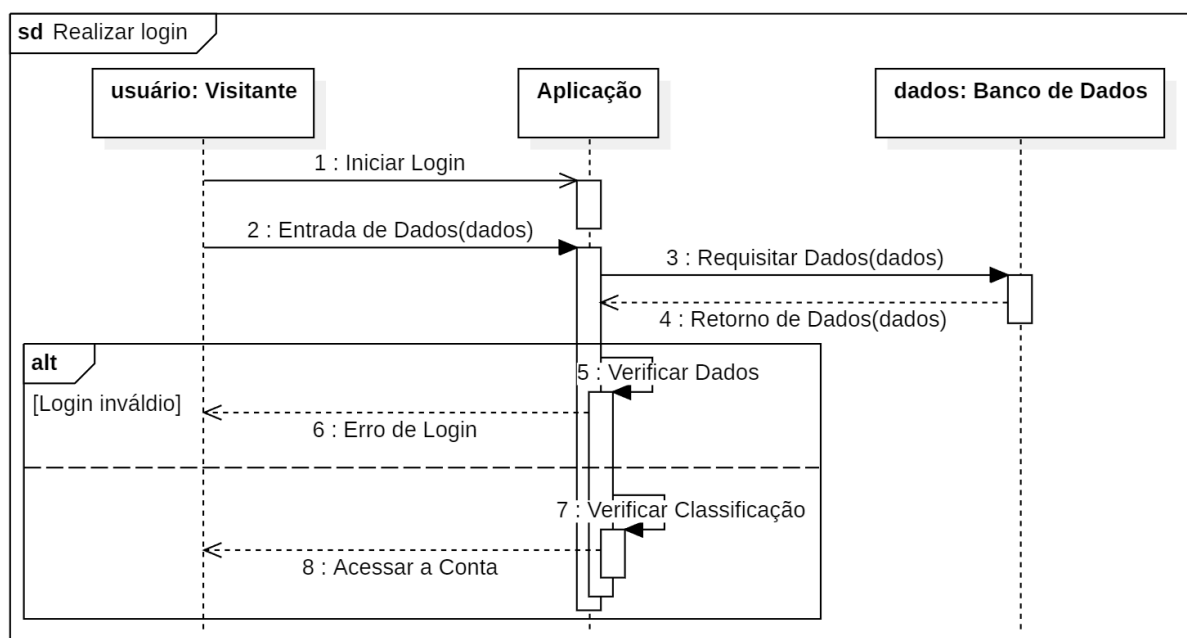 sd Realizar login
usuário: Visitante
Aplicação
dados: Banco de Dados
1 : Iniciar Login
2 : Entrada de Dados(dados)
3 : Requisitar Dados(dados)
4 : Retorno de Dados(dados)
alt
5 : Verificar Dados
[Login inváldio]
6 : Erro de Login
7 : Verificar Classificação
8 : Acessar a Conta